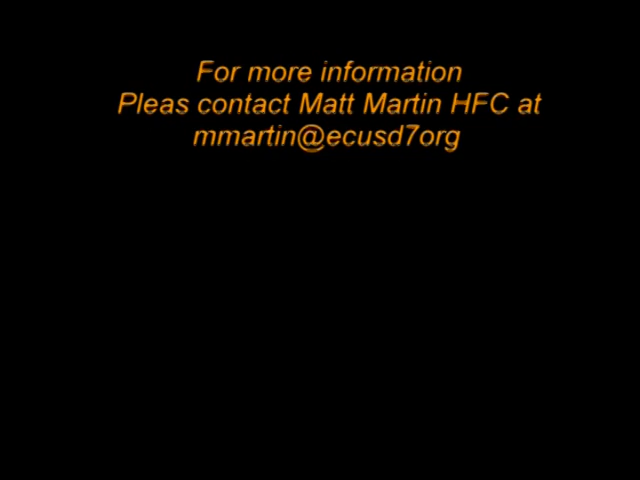 For more information
Pleas contact Matt Martin HFC at
mmartin@ecusd7org